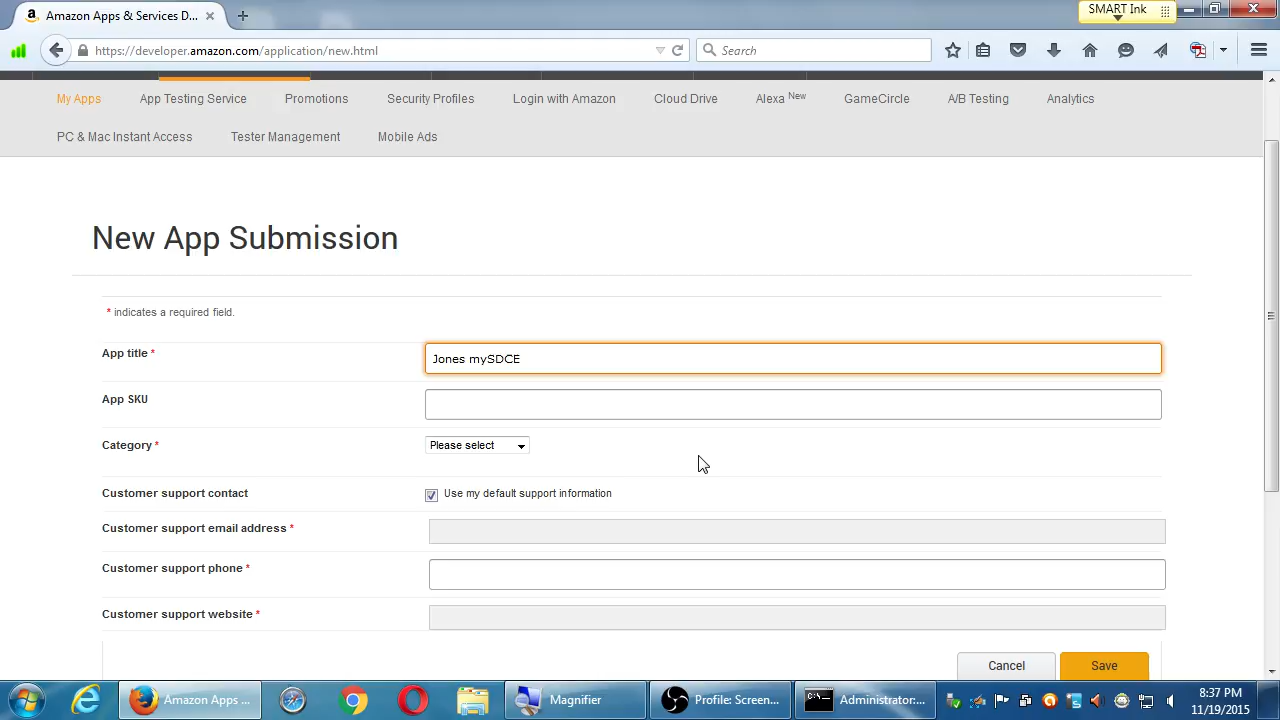 Amazon Apps & Services D...
SMART Ink
https://developer.amazon.com/application/new.html
Search
My Apps
App Testing Service
Promotions
Security Profiles
Login with Amazon
Cloud Drive
Alexa New
GameCircle
A/B Testing
Analytics
PC & Mac Instant Access
Tester Management
Mobile Ads
New App Submission
* indicates a required field.
App title *
Jones mySDCE
App SKU
Category *
Please select
Customer support contact
Use my default support information
Customer support email address *
Customer support phone *
Customer support website *
Cancel
Save
Amazon Apps ...
Magnifier
Profile: Screen...
Administrator:...
8:37 PM
11/19/2015